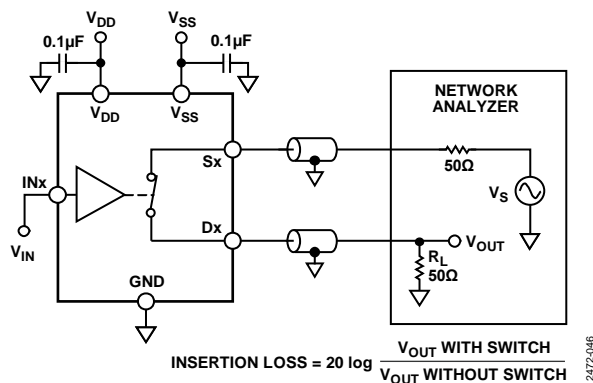 VDD
VSS
0.1µF
0.1µF
VDD
VSS
NETWORK
ANALYZER
INx
Sx
50Ω
VS
VIN
Dx
VOUT
RL
50Ω
GND
INSERTION LOSS = 20 log VOUT WITH SWITCH
VOUT WITHOUT SWITCH
2472-046